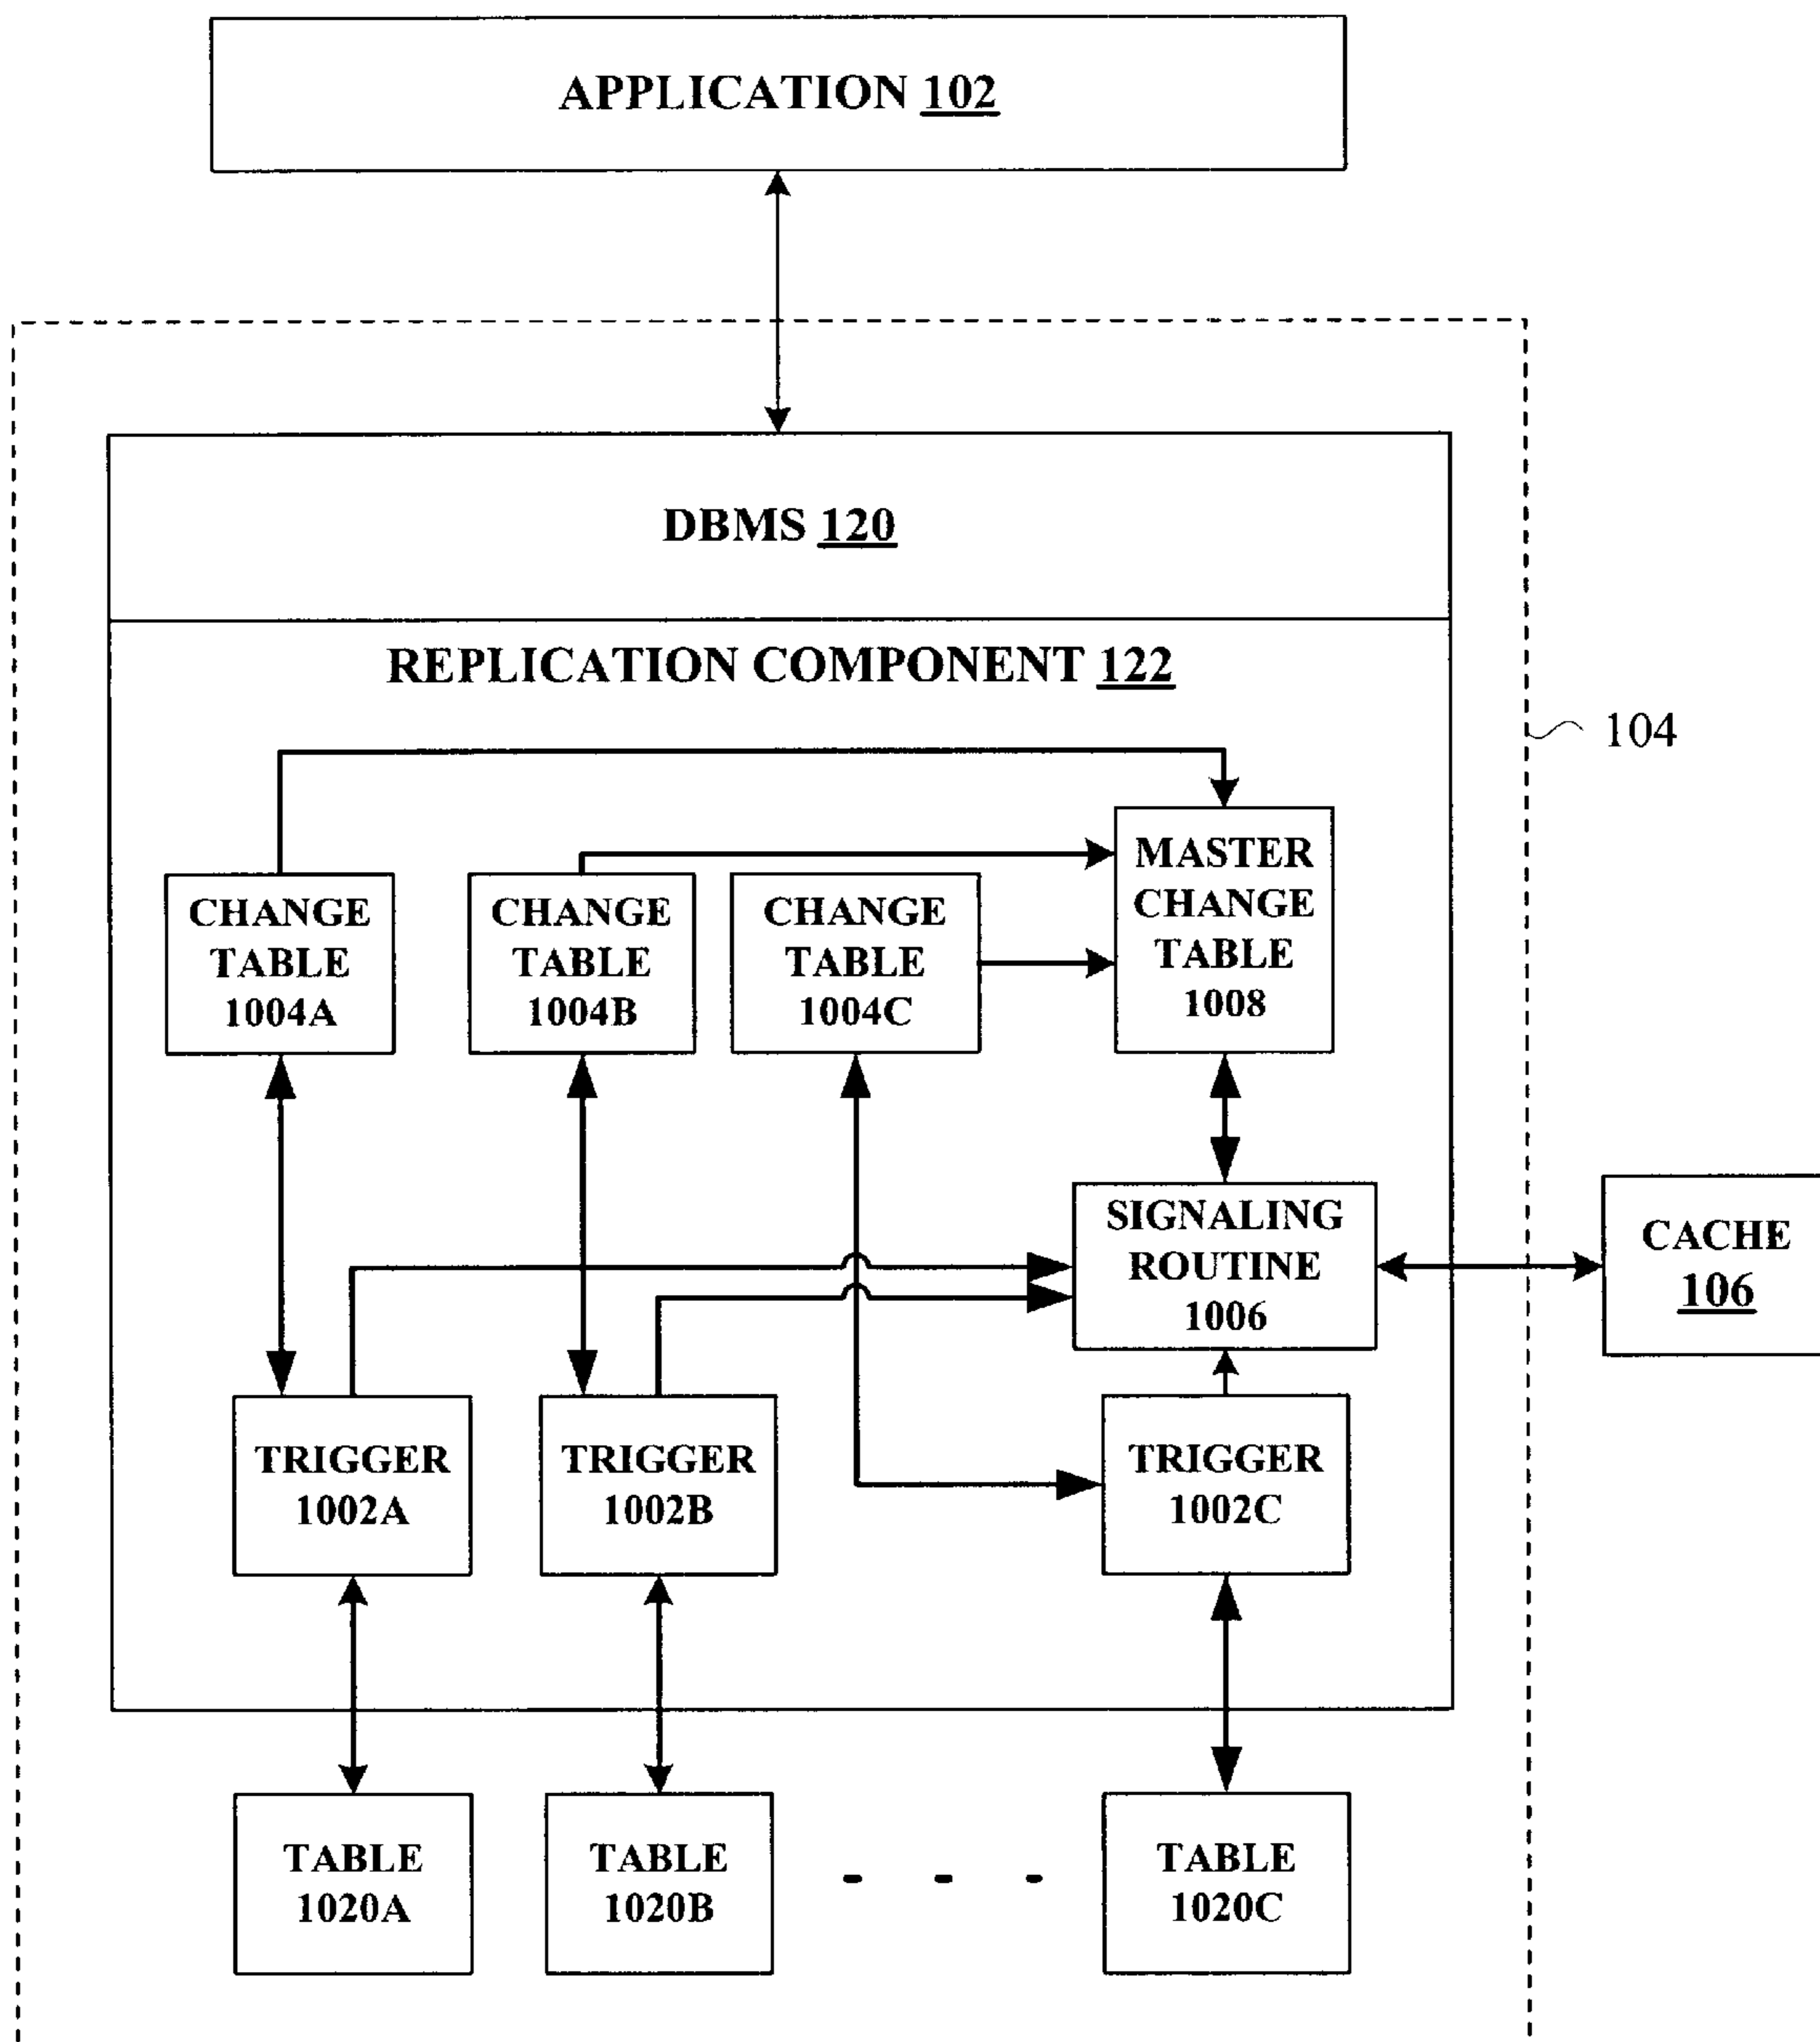 APPLICATION 102
DBMS 120
REPLICATION COMPONENT 122
104
MASTER
CHANGE
TABLE
1008
CHANGE
TABLE
1004A
CHANGE
TABLE
1004B
CHANGE
TABLE
1004C
SIGNALING
ROUTINE
1006
CACHE
106
TRIGGER
1002A
TRIGGER
1002B
TRIGGER
1002C
TABLE
1020A
TABLE
1020B
- - -
TABLE
1020C